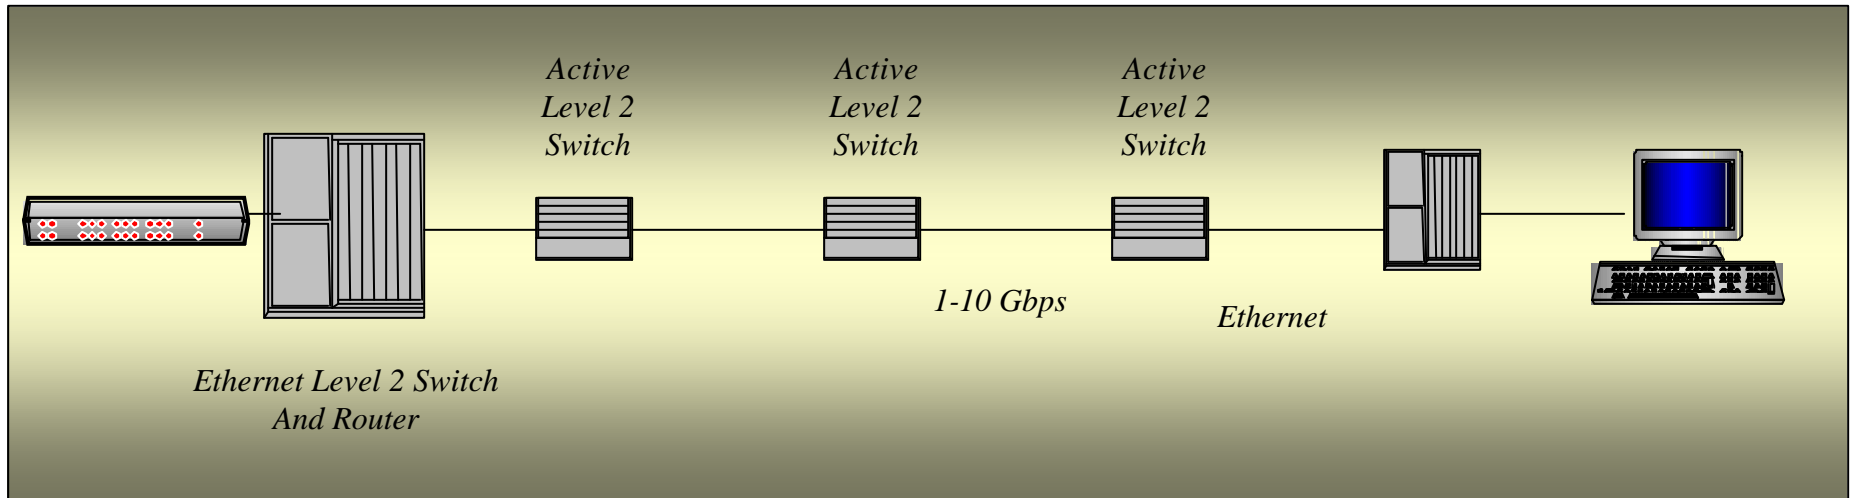 Active
Level 2
Switch
Active
Level 2
Switch
Active
Level 2
Switch
1-10 Gbps
Ethernet
Ethernet Level 2 Switch
And Router